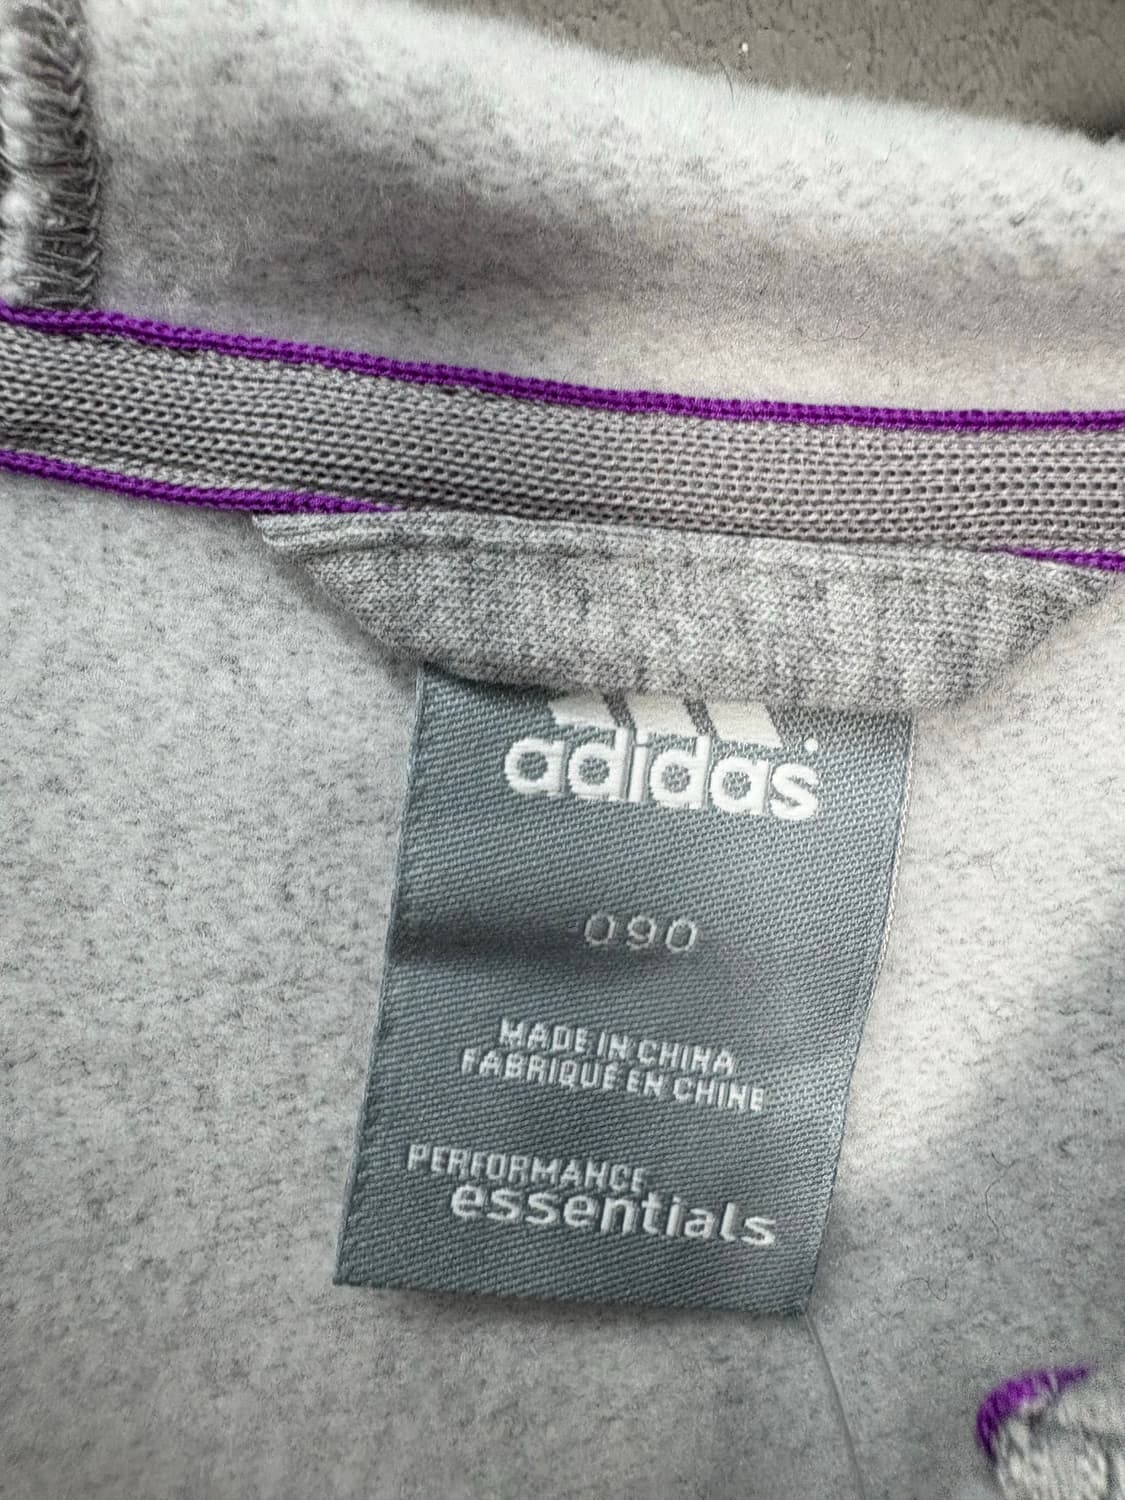 adidas
090
MADE IN CHINA
FABRIQUÉ EN CHINE
PERFORMANCE
essentials